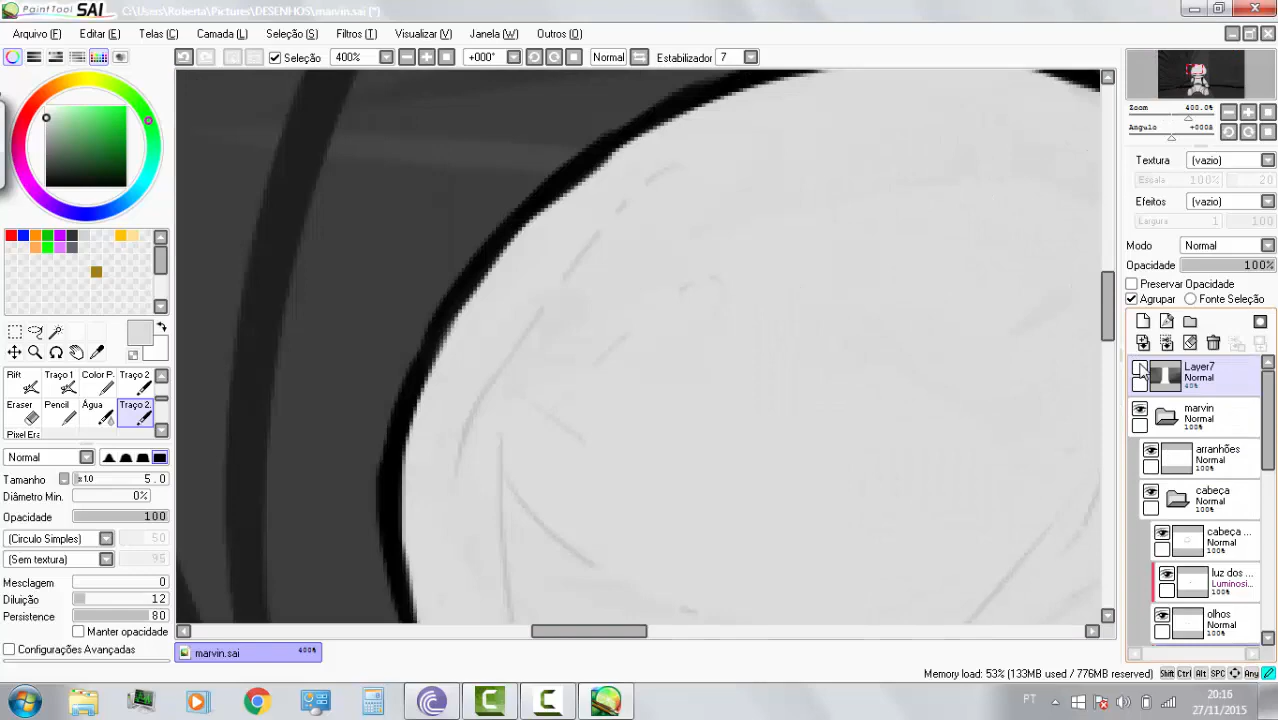 PaintTool SAI C:\Users\Roberta\Pictures\DESENHOS\marvin.sai (*)
Arquivo (F) Editar (E) Telas (C) Camada (L) Seleção (S) Filtros (T) Visualizar (V) Janela (W) Outros (O)
Seleção 400% +000° Normal Estabilizador 7
Zoom 400.0%
Angulo +000R
Textura (vazio)
Escala 100% 20
Efeitos (vazio)
Largura 1 100
Modo Normal
Opacidade 100%
Preservar Opacidade
Agrupar Fonte Seleção
Layer7
Normal
40%
marvin
Normal
100%
arranhões
Normal
100%
cabeça
Normal
100%
cabeça ...
Normal
100%
luz dos ...
Luminosi...
100%
olhos
Normal
100%
Rift Traço 1 Color P. Traço 2
Eraser Pencil Água Traço 2.
Pixel Era
Normal
Tamanho x1.0 5.0
Diâmetro Min. 0%
Opacidade 100
(Circulo Simples) 50
(Sem textura) 95
Mesclagem 0
Diluição 12
Persistence 80
Manter opacidade
Configurações Avançadas
marvin.sai 400%
Memory load: 53% (133MB used / 776MB reserved) Shift Ctrl Alt SPC Any
PT 20:16
27/11/2015